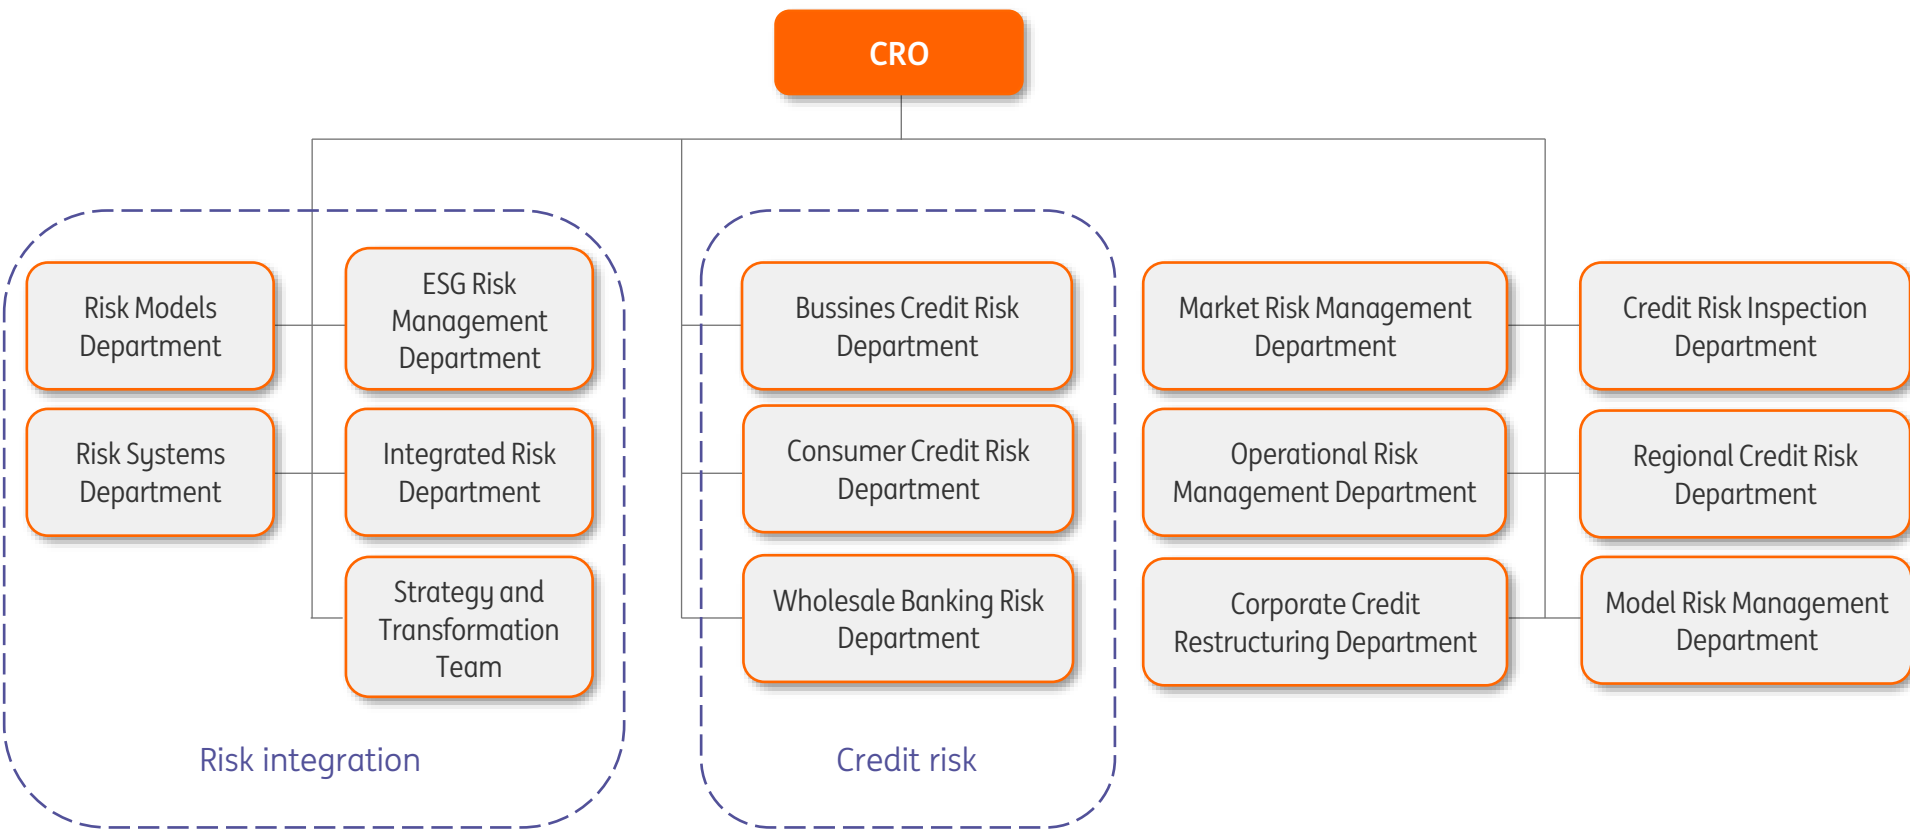 CRO
Risk Models
Department
Risk Systems
Department
ESG Risk
Management
Department
Integrated Risk
Department
Strategy and
Transformation
Team
Risk integration
Bussines Credit Risk
Department
Consumer Credit Risk
Department
Wholesale Banking Risk
Department
Credit risk
Market Risk Management
Department
Operational Risk
Management Department
Corporate Credit
Restructuring Department
Credit Risk Inspection
Department
Regional Credit Risk
Department
Model Risk Management
Department